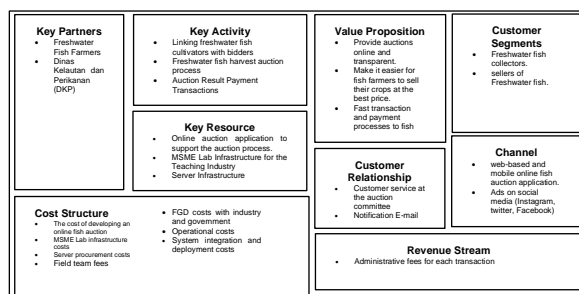 Key Partners
Freshwater
Fish Farmers
Dinas
Kelautan dan
Perikanan
(DKP)
Key Activity
Linking freshwater fish
cultivators with bidders
Freshwater fish harvest auction
process
Auction Result Payment
Transactions
Key Resource
Online auction application to
support the auction process.
MSME Lab Infrastructure for the
Teaching Industry
Server Infrastructure
Value Proposition
Provide auctions
online and
transparent.
Make it easier for
fish farmers to sell
their crops at the
best price.
Fast transaction
and payment
processes to fish
Customer
Relationship
Customer service at
the auction
committee
Notification E-mail
Customer
Segments
Freshwater fish
collectors.
sellers of
Freshwater fish.
Channel
web-based and
mobile online fish
auction application.
Ads on social
media (Instagram,
twitter, Facebook)
Cost Structure
The cost of developing an
online fish auction
MSME Lab infrastructure
costs
Server procurement costs
Field team fees
FGD costs with industry
and government
Operational costs
System integration and
deployment costs
Revenue Stream
Administrative fees for each transaction